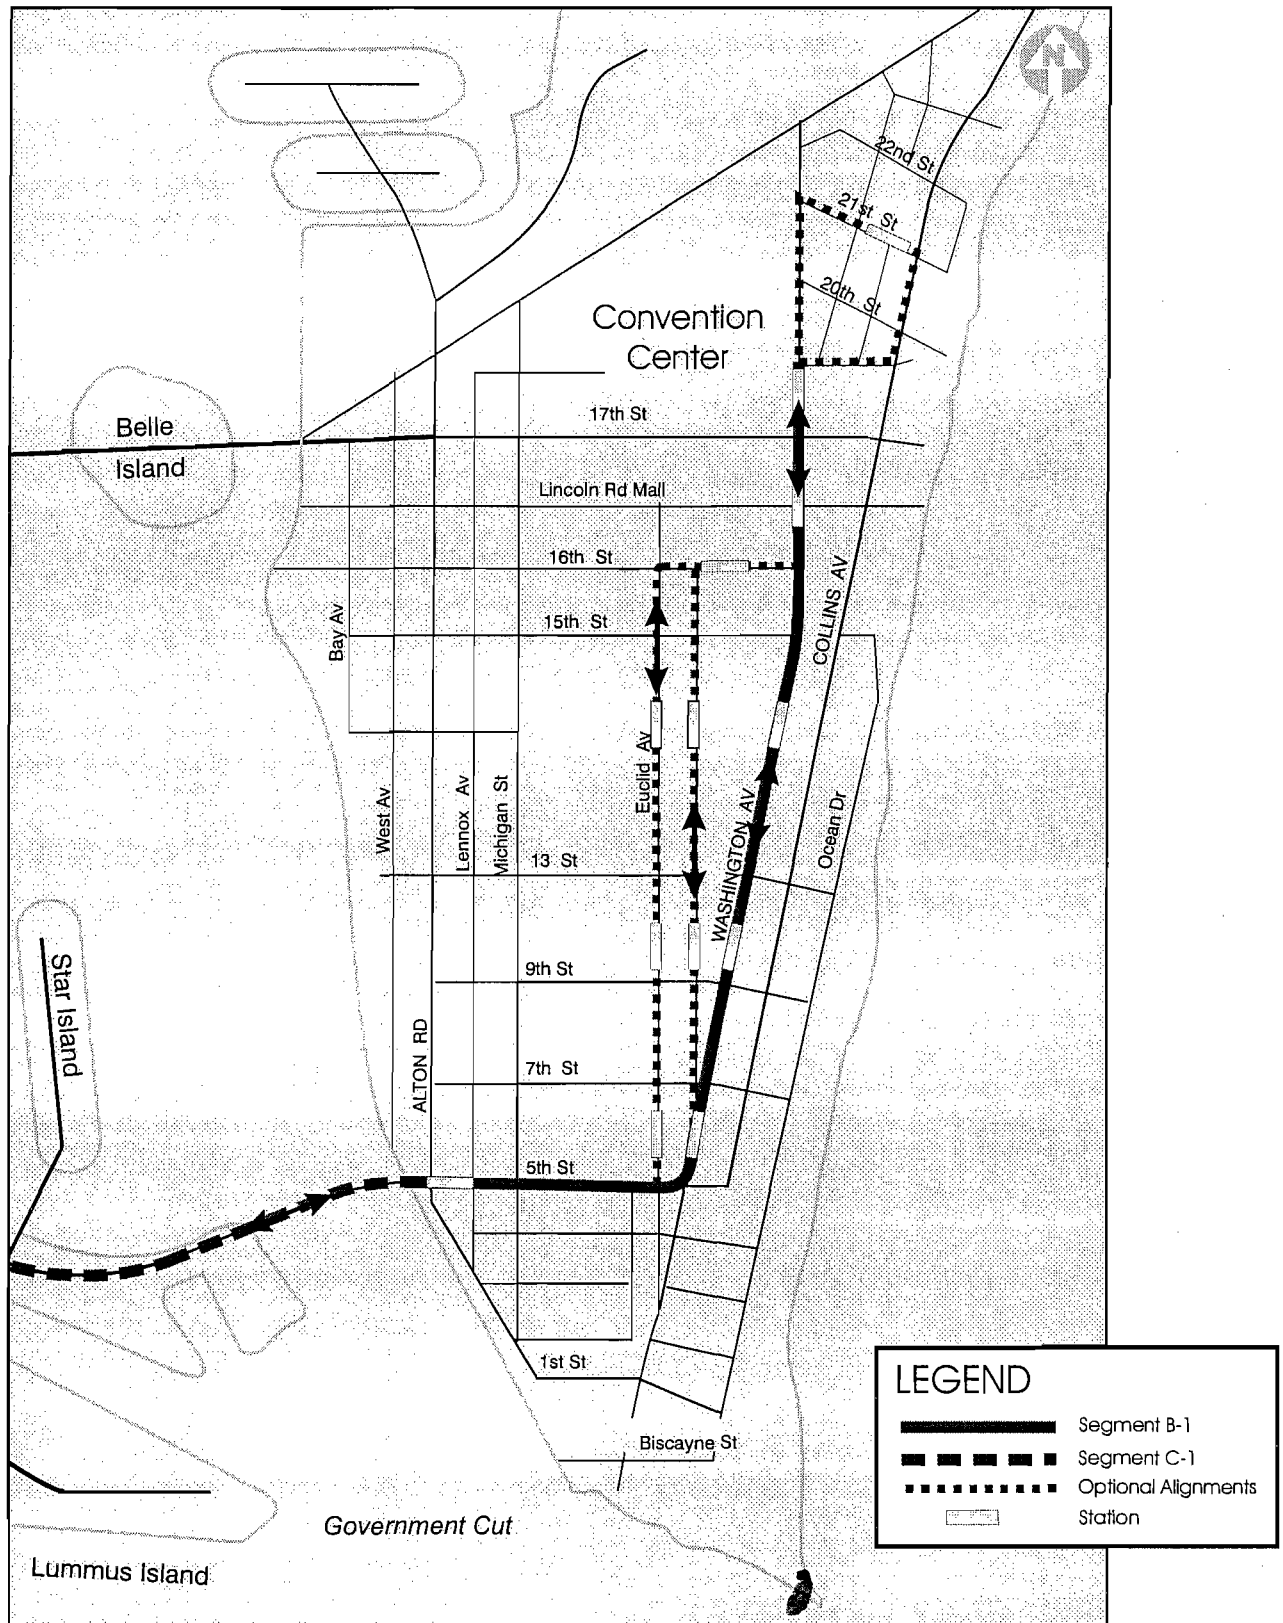 N
22nd St
21st St
20th St
Convention
Center
17th St
Belle
Island
Lincoln Rd Mall
16th St
15th St
Bay Av
COLLINS AV
Euclid Av
West Av
Lennox Av
Michigan St
WASHINGTON AV
Ocean Dr
13 St
9th St
Star Island
ALTON RD
7th St
5th St
1st St
Biscayne St
Government Cut
Lummus Island
LEGEND
Segment B-1
Segment C-1
Optional Alignments
Station